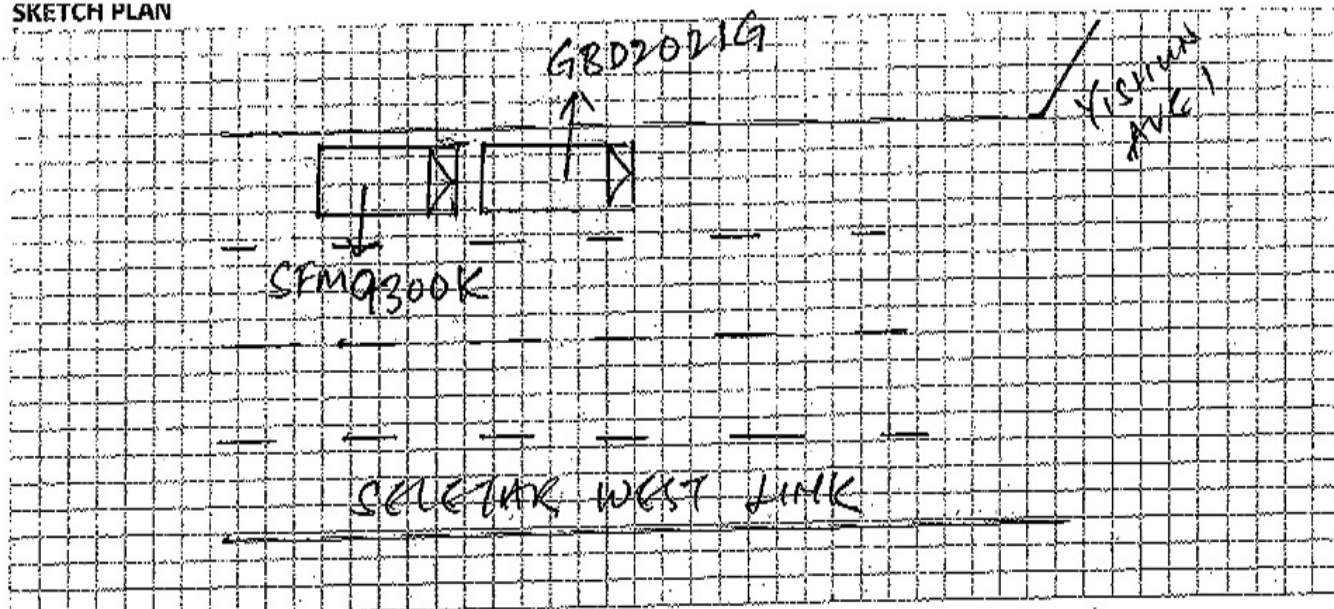 SKETCH PLAN
GBD2021G
YISHUN
AVE 1
SFM9300K
SELETAR WEST LINK